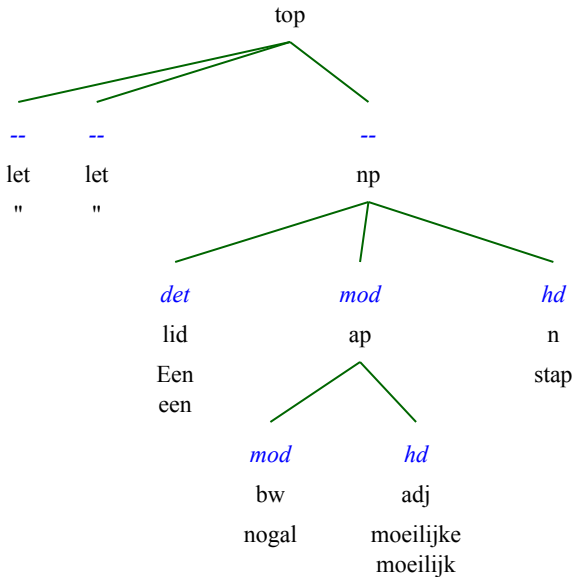 top
-- -- --
let let np
" "
det mod hd
lid ap n
Een stap
een
mod hd
bw adj
nogal moeilijke
moeilijk